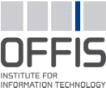 OFFIS
INSTITUTE FOR
INFORMATION TECHNOLOGY